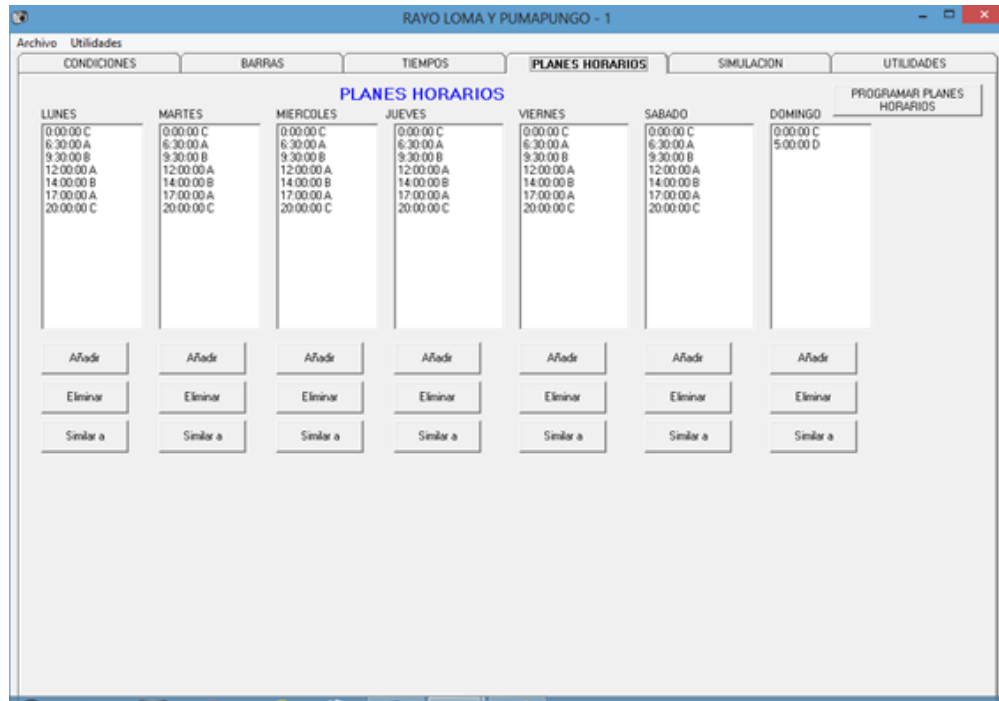 RAYO LOMA Y PUMAPUNGO - 1
Archivo Utilidades
CONDICIONES BARRAS TIEMPOS PLANES HORARIOS SIMULACION UTILIDADES
PLANES HORARIOS
PROGRAMAR PLANES
HORARIOS
LUNES MARTES MIERCOLES JUEVES VIERNES SABADO DOMINGO
0:00:00 C 0:00:00 C 0:00:00 C 0:00:00 C 0:00:00 C 0:00:00 C 0:00:00 C
6:30:00 A 6:30:00 A 6:30:00 A 6:30:00 A 6:30:00 A 6:30:00 A 5:00:00 D
9:30:00 B 9:30:00 B 9:30:00 B 9:30:00 B 9:30:00 B 9:30:00 B
12:00:00 A 12:00:00 A 12:00:00 A 12:00:00 A 12:00:00 A 12:00:00 A
14:00:00 B 14:00:00 B 14:00:00 B 14:00:00 B 14:00:00 B 14:00:00 B
17:00:00 A 17:00:00 A 17:00:00 A 17:00:00 A 17:00:00 A 17:00:00 A
20:00:00 C 20:00:00 C 20:00:00 C 20:00:00 C 20:00:00 C 20:00:00 C
Añadir Añadir Añadir Añadir Añadir Añadir Añadir
Eliminar Eliminar Eliminar Eliminar Eliminar Eliminar Eliminar
Similar a Similar a Similar a Similar a Similar a Similar a Similar a